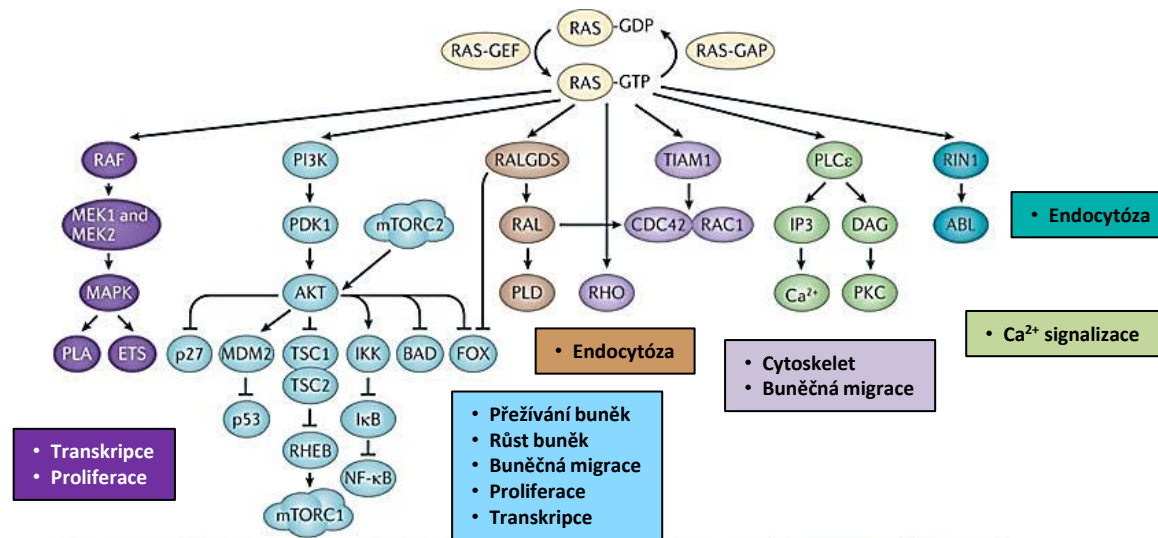 RAS -GDP
RAS-GEF
RAS-GAP
RAS -GTP
RAF
PI3K
RALGDS
TIAM1
PLCε
RIN1
MEK1 and
MEK2
PDK1
mTORC2
RAL
CDC42
RAC1
IP3
DAG
ABL
• Endocytóza
MAPK
AKT
PLD
RHO
Ca²⁺
PKC
PLA
ETS
p27
MDM2
TSC1
IKK
BAD
FOX
TSC2
• Endocytóza
• Ca²⁺ signalizace
• Cytoskelet
• Buněčná migrace
p53
IκB
RHEB
NF-κB
mTORC1
• Transkripce
• Proliferace
• Přežívání buněk
• Růst buněk
• Buněčná migrace
• Proliferace
• Transkripce